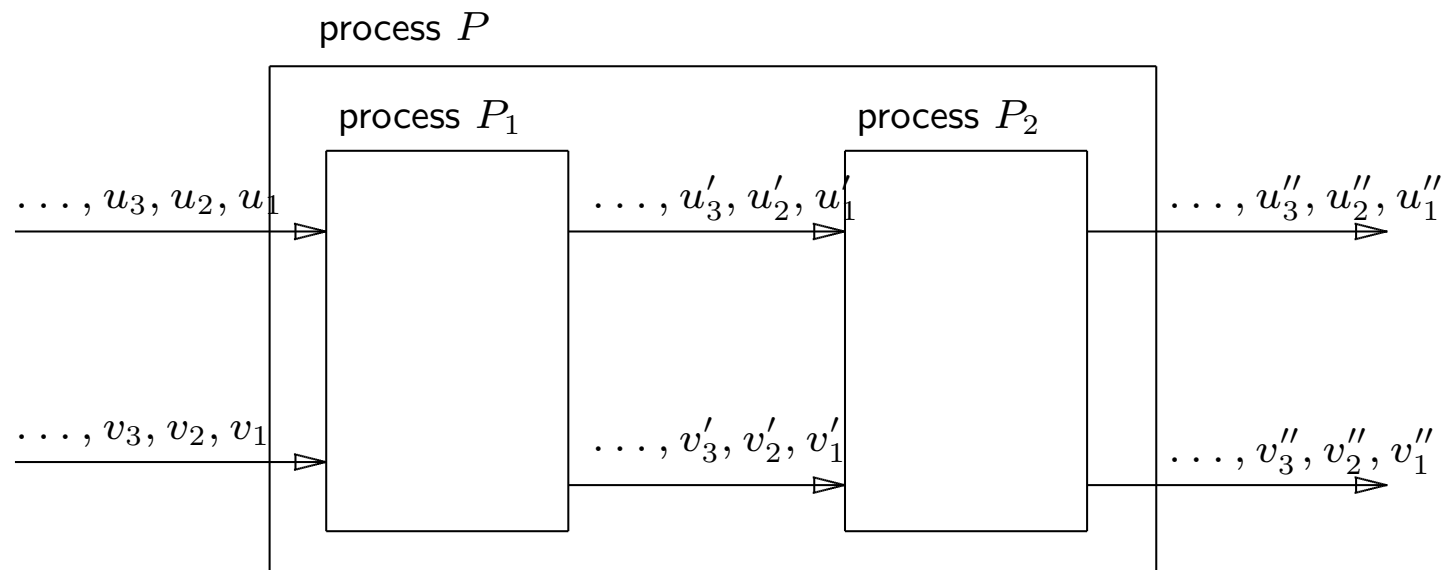 process P
process P₁
process P₂
..., u₃, u₂, u₁
..., u′₃, u′₂, u′₁
..., u″₃, u″₂, u″₁
..., v₃, v₂, v₁
..., v′₃, v′₂, v′₁
..., v″₃, v″₂, v″₁